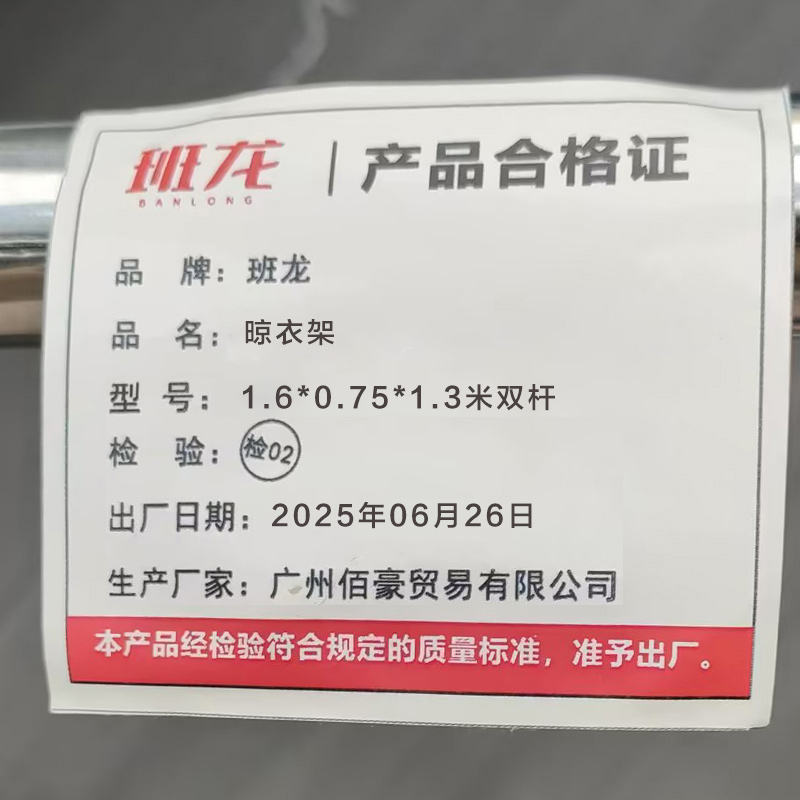 班龙 | 产品合格证
BANLONG
品 牌：班龙
品 名：晾衣架
型 号：1.6*0.75*1.3米双杆
检 验：检02
出厂日期：2025年06月26日
生产厂家：广州佰豪贸易有限公司
本产品经检验符合规定的质量标准，准予出厂。